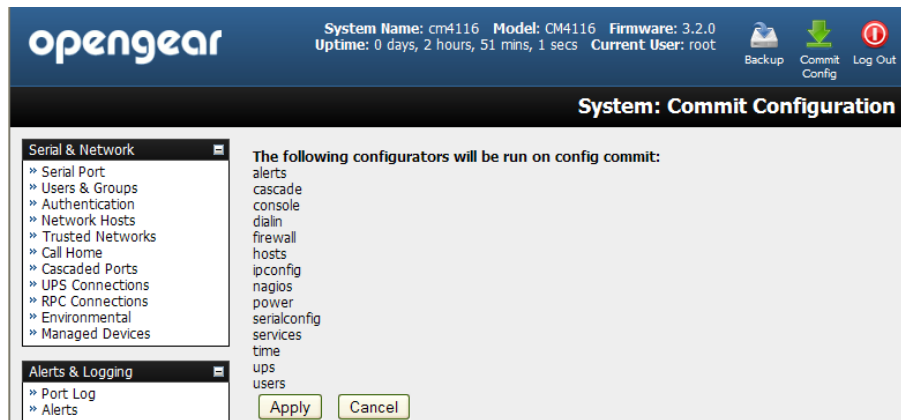 opengear
System Name: cm4116 Model: CM4116 Firmware: 3.2.0
Uptime: 0 days, 2 hours, 51 mins, 1 secs Current User: root
Backup
Commit
Config
Log Out
System: Commit Configuration
Serial & Network
» Serial Port
» Users & Groups
» Authentication
» Network Hosts
» Trusted Networks
» Call Home
» Cascaded Ports
» UPS Connections
» RPC Connections
» Environmental
» Managed Devices
Alerts & Logging
» Port Log
» Alerts
The following configurators will be run on config commit:
alerts
cascade
console
dialin
firewall
hosts
ipconfig
nagios
power
serialconfig
services
time
ups
users
Apply Cancel